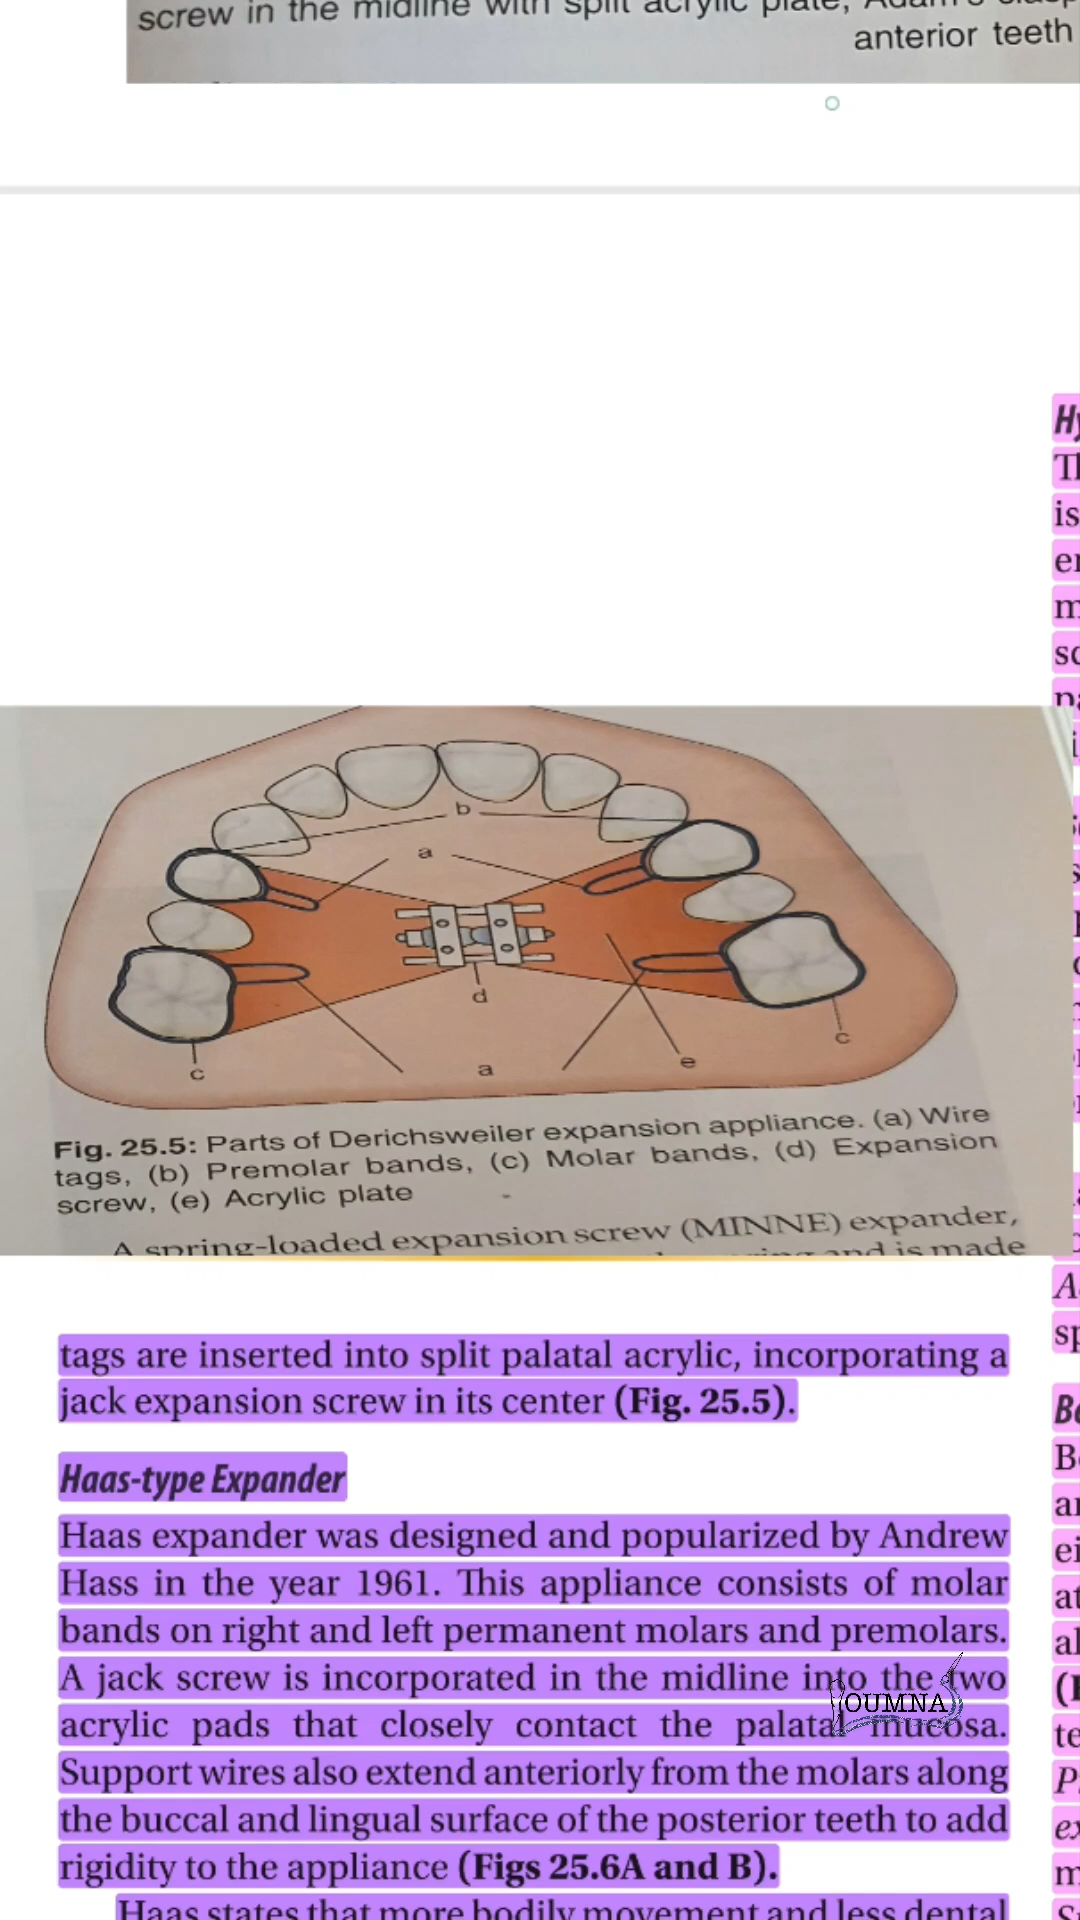 screw in the midline with split acrylic plate, Adam's
anterior teeth
b
a
d
c
a
e
c
Fig. 25.5: Parts of Derichsweiler expansion appliance. (a) Wire
tags, (b) Premolar bands, (c) Molar bands, (d) Expansion
screw, (e) Acrylic plate
A spring-loaded expansion screw (MINNE) expander,
and is made
tags are inserted into split palatal acrylic, incorporating a
jack expansion screw in its center (Fig. 25.5).
Haas-type Expander
Haas expander was designed and popularized by Andrew
Hass in the year 1961. This appliance consists of molar
bands on right and left permanent molars and premolars.
A jack screw is incorporated in the midline into the two
acrylic pads that closely contact the palatal mucosa.
Support wires also extend anteriorly from the molars along
the buccal and lingual surface of the posterior teeth to add
rigidity to the appliance (Figs 25.6A and B).
Haas states that more bodily movement and less dental
OUMNA
is